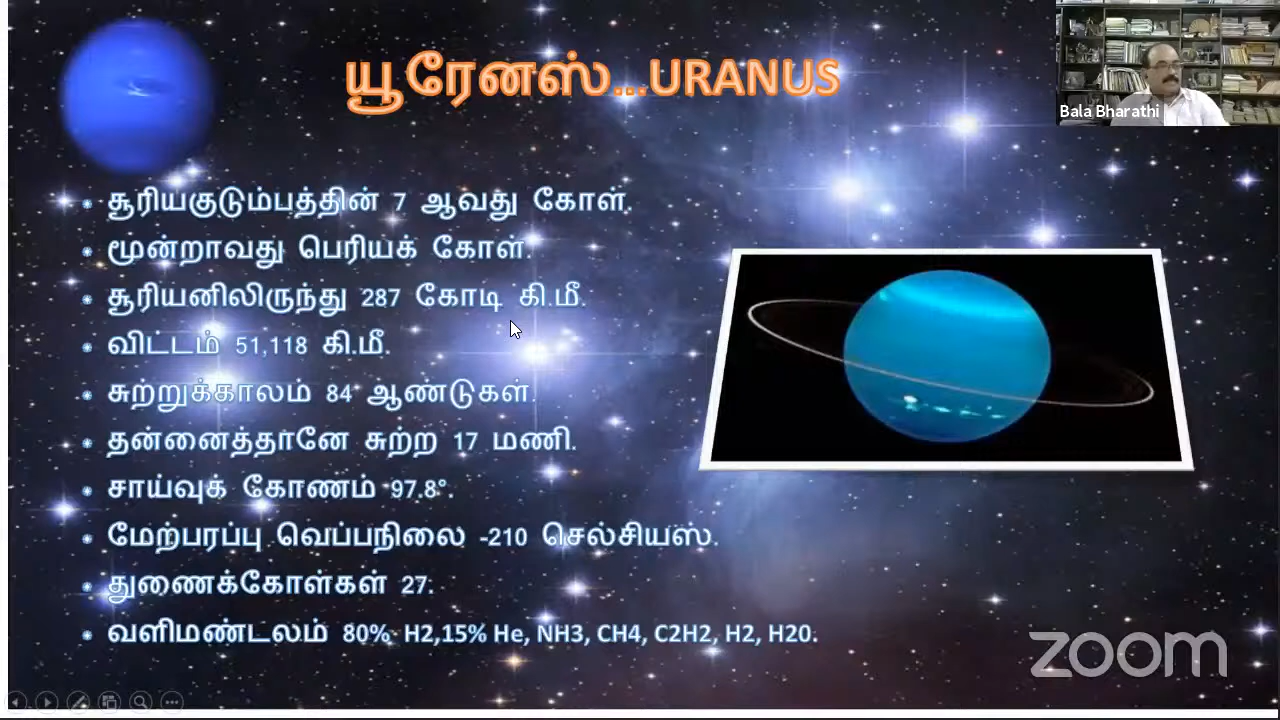 யூரேனஸ்...URANUS
Bala Bharathi
சூரியகுடும்பத்தின் 7 ஆவது கோள்.
மூன்றாவது பெரியக் கோள்.
சூரியனிலிருந்து 287 கோடி கி.மீ.
விட்டம் 51,118 கி.மீ.
சுற்றுக்காலம் 84 ஆண்டுகள்.
தன்னைத்தானே சுற்ற 17 மணி.
சாய்வுக் கோணம் 97.8°.
மேற்பரப்பு வெப்பநிலை -210 செல்சியஸ்.
துணைக்கோள்கள் 27.
வளிமண்டலம் 80% H2,15% He, NH3, CH4, C2H2, H2, H20.
zoom